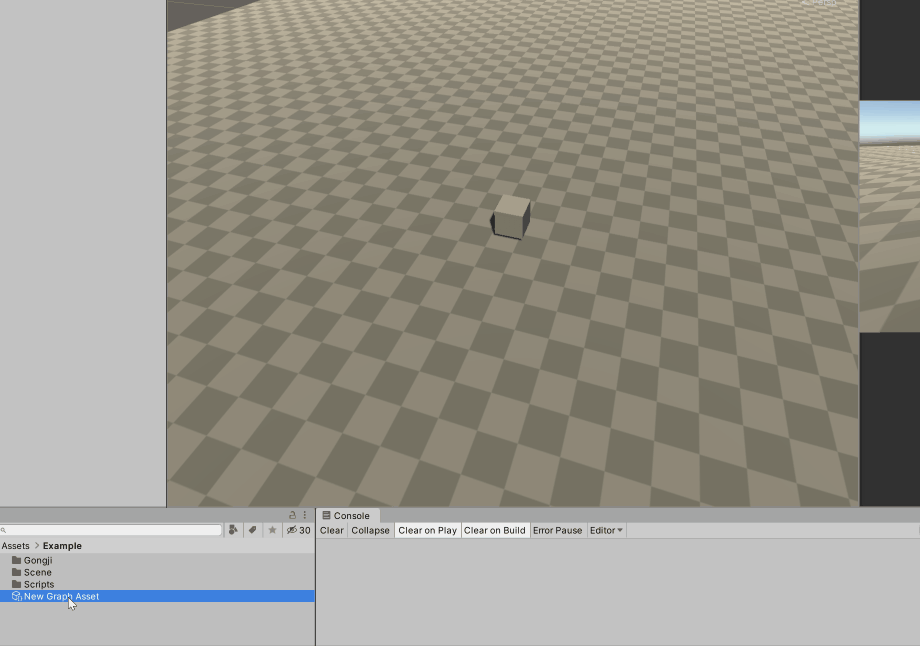 Console
30
Clear Collapse Clear on Play Clear on Build Error Pause Editor
Assets > Example
Gongji
Scene
Scripts
New Graph Asset